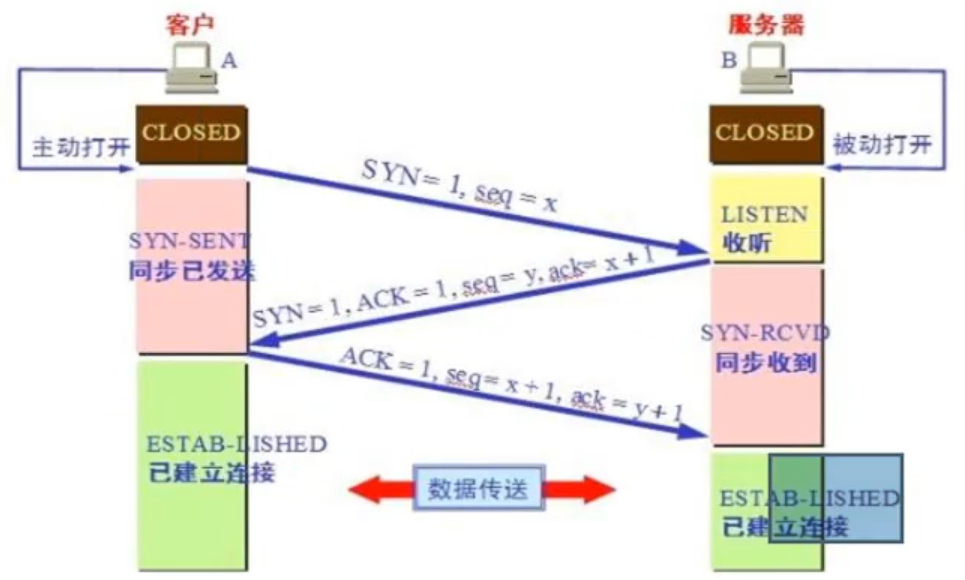 客户
服务器
A
B
CLOSED
CLOSED
主动打开
被动打开
SYN = 1, seq = x
LISTEN
收听
SYN-SENT
同步已发送
SYN = 1, ACK = 1, seq = y, ack= x + 1
SYN-RCVD
同步收到
ACK = 1, seq = x + 1, ack = y + 1
ESTAB-LISHED
已建立连接
数据传送
ESTAB-LISHED
已建立连接